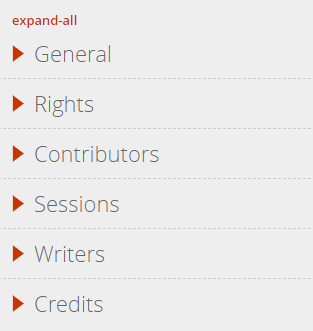 expand-all
General
Rights
Contributors
Sessions
Writers
Credits